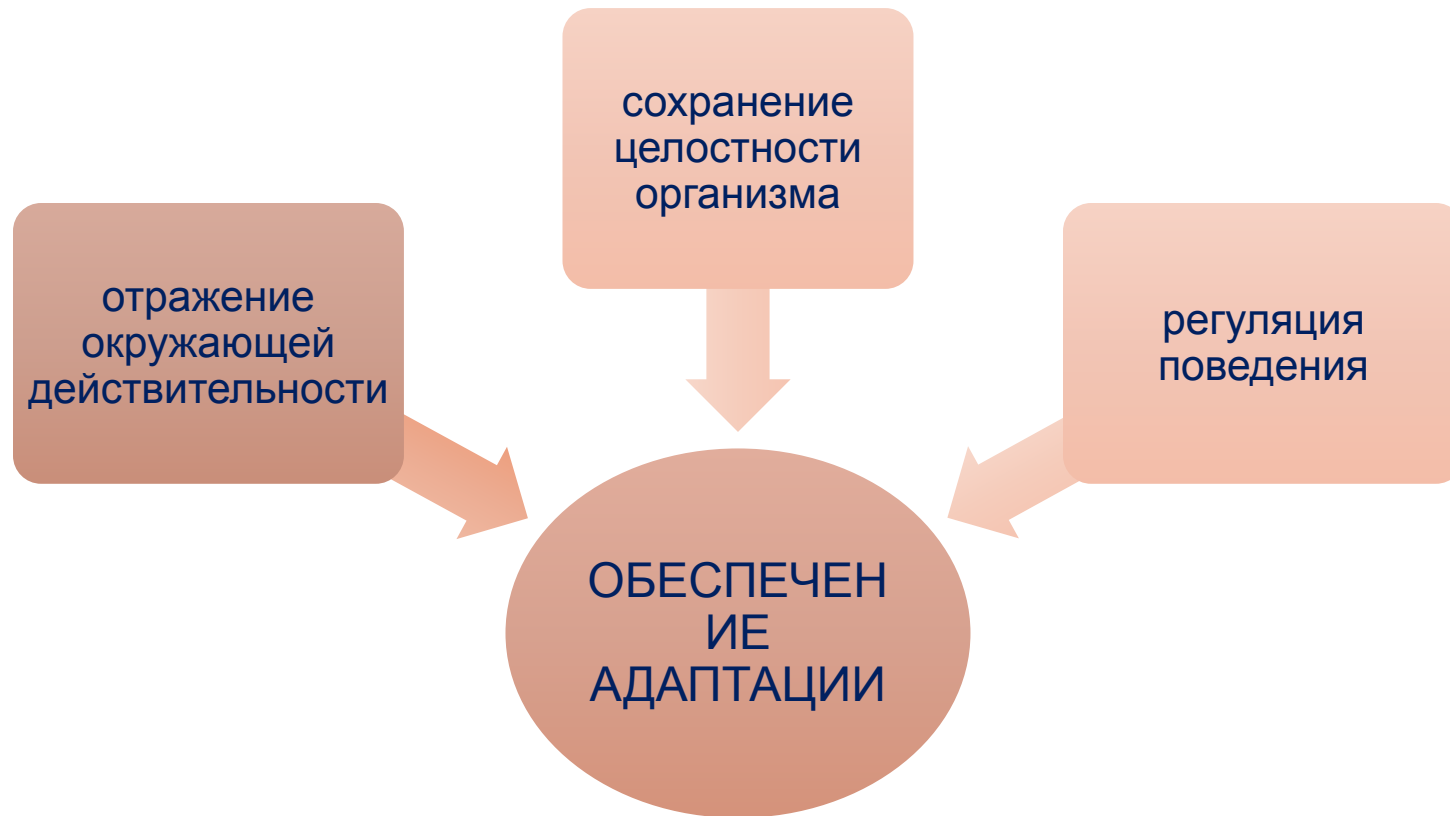 сохранение
целостности
организма
отражение
окружающей
действительности
регуляция
поведения
ОБЕСПЕЧЕН
ИЕ
АДАПТАЦИИ